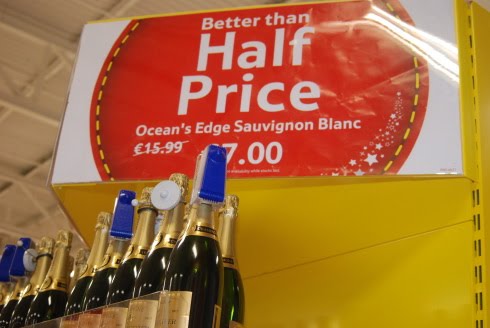 Better than
Half
Price
Ocean's Edge Sauvignon Blanc
€15.99 7.00